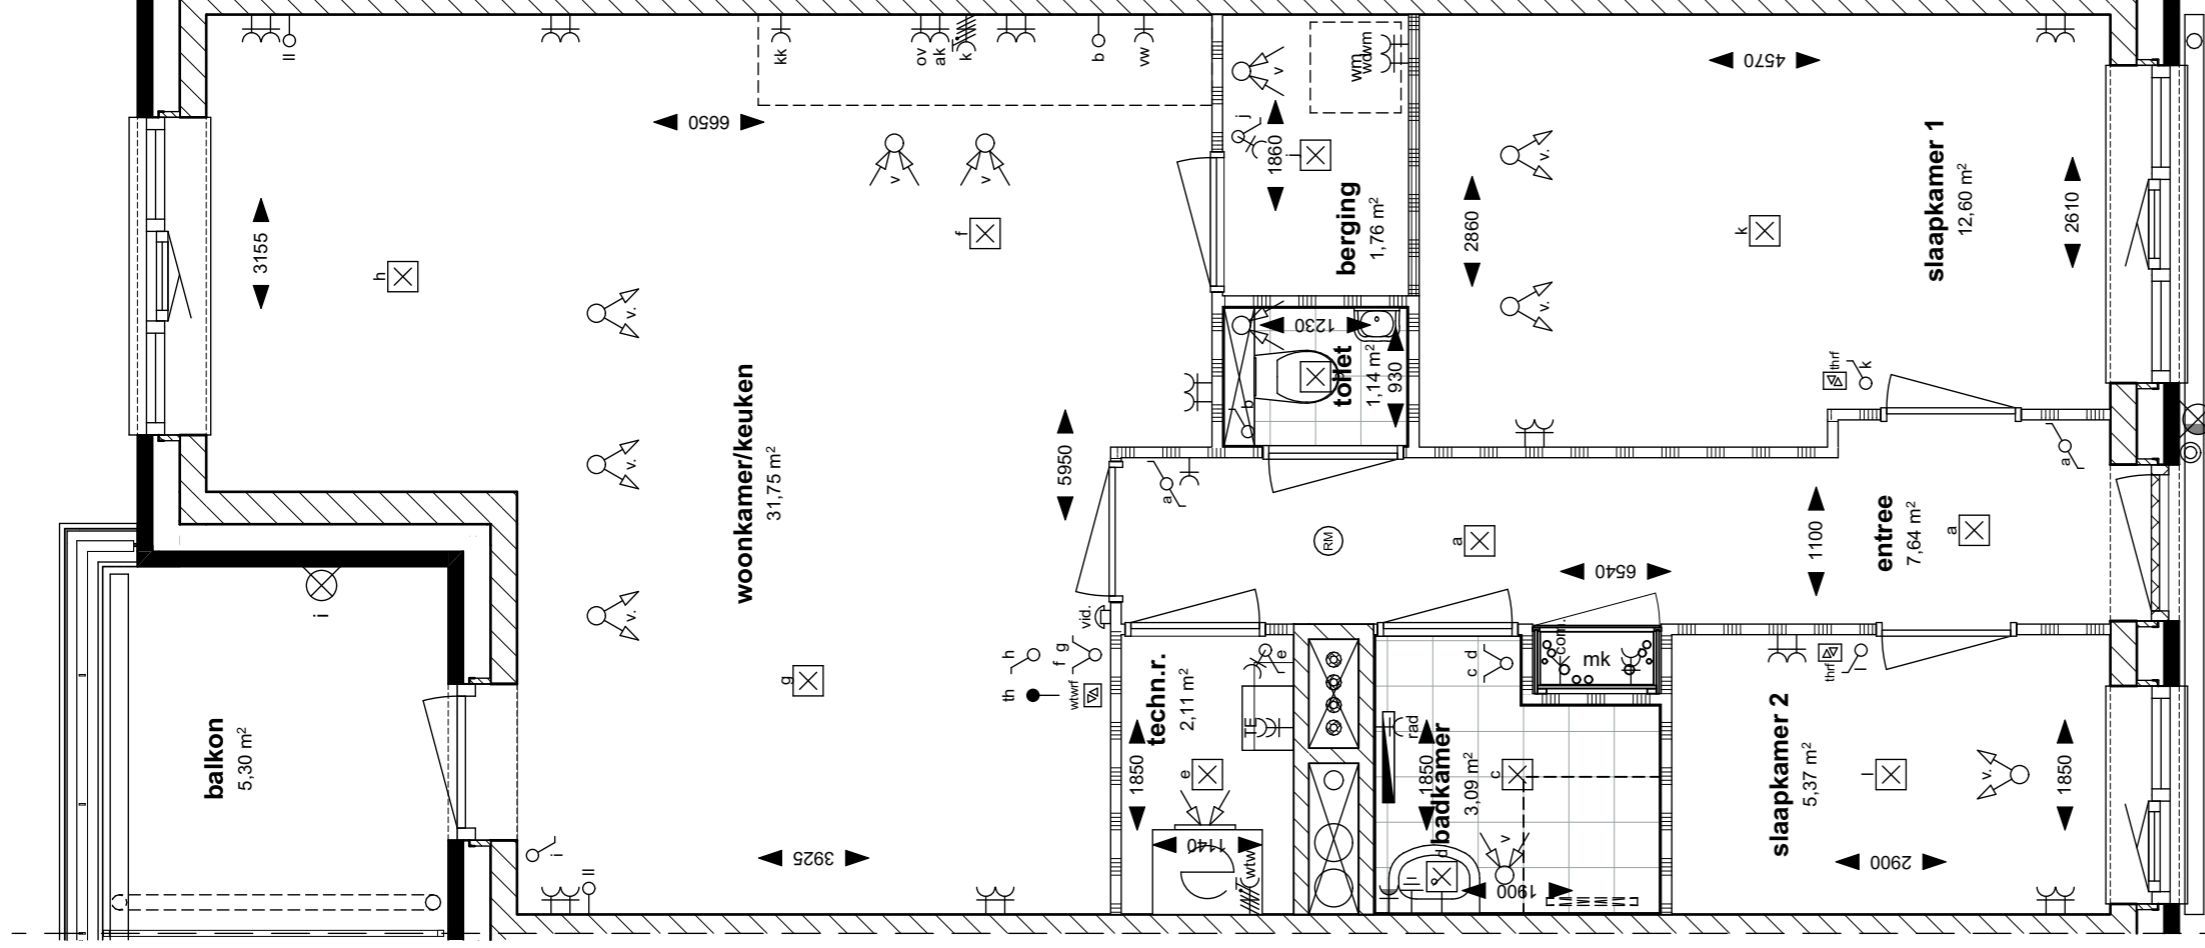 ll
kk
ov
ak
k
b
vw
6650
3155
h
v
v
f
v.
v.
v.
woonkamer/keuken
31,75 m²
5950
g
3925
th
h
f g
wtwrf
vid.
i
ll
balkon
5,30 m²
i
v
j
wm
wdwm
1860
i
berging
1,76 m²
1230
toilet
1,14 m²
930
b
4570
v.
v.
2860
k
slaapkamer 1
12,60 m²
2610
thrf
k
a
a
RM
a
6540
1100
entree
7,64 m²
a
techn.r.
2,11 m²
1850
e
TE
e
1140
wtw
c d
rad
1850
badkamer
3,09 m²
c
d
v
1900
com.
mk
thrf
l
slaapkamer 2
5,37 m²
l
v.
1850
2900